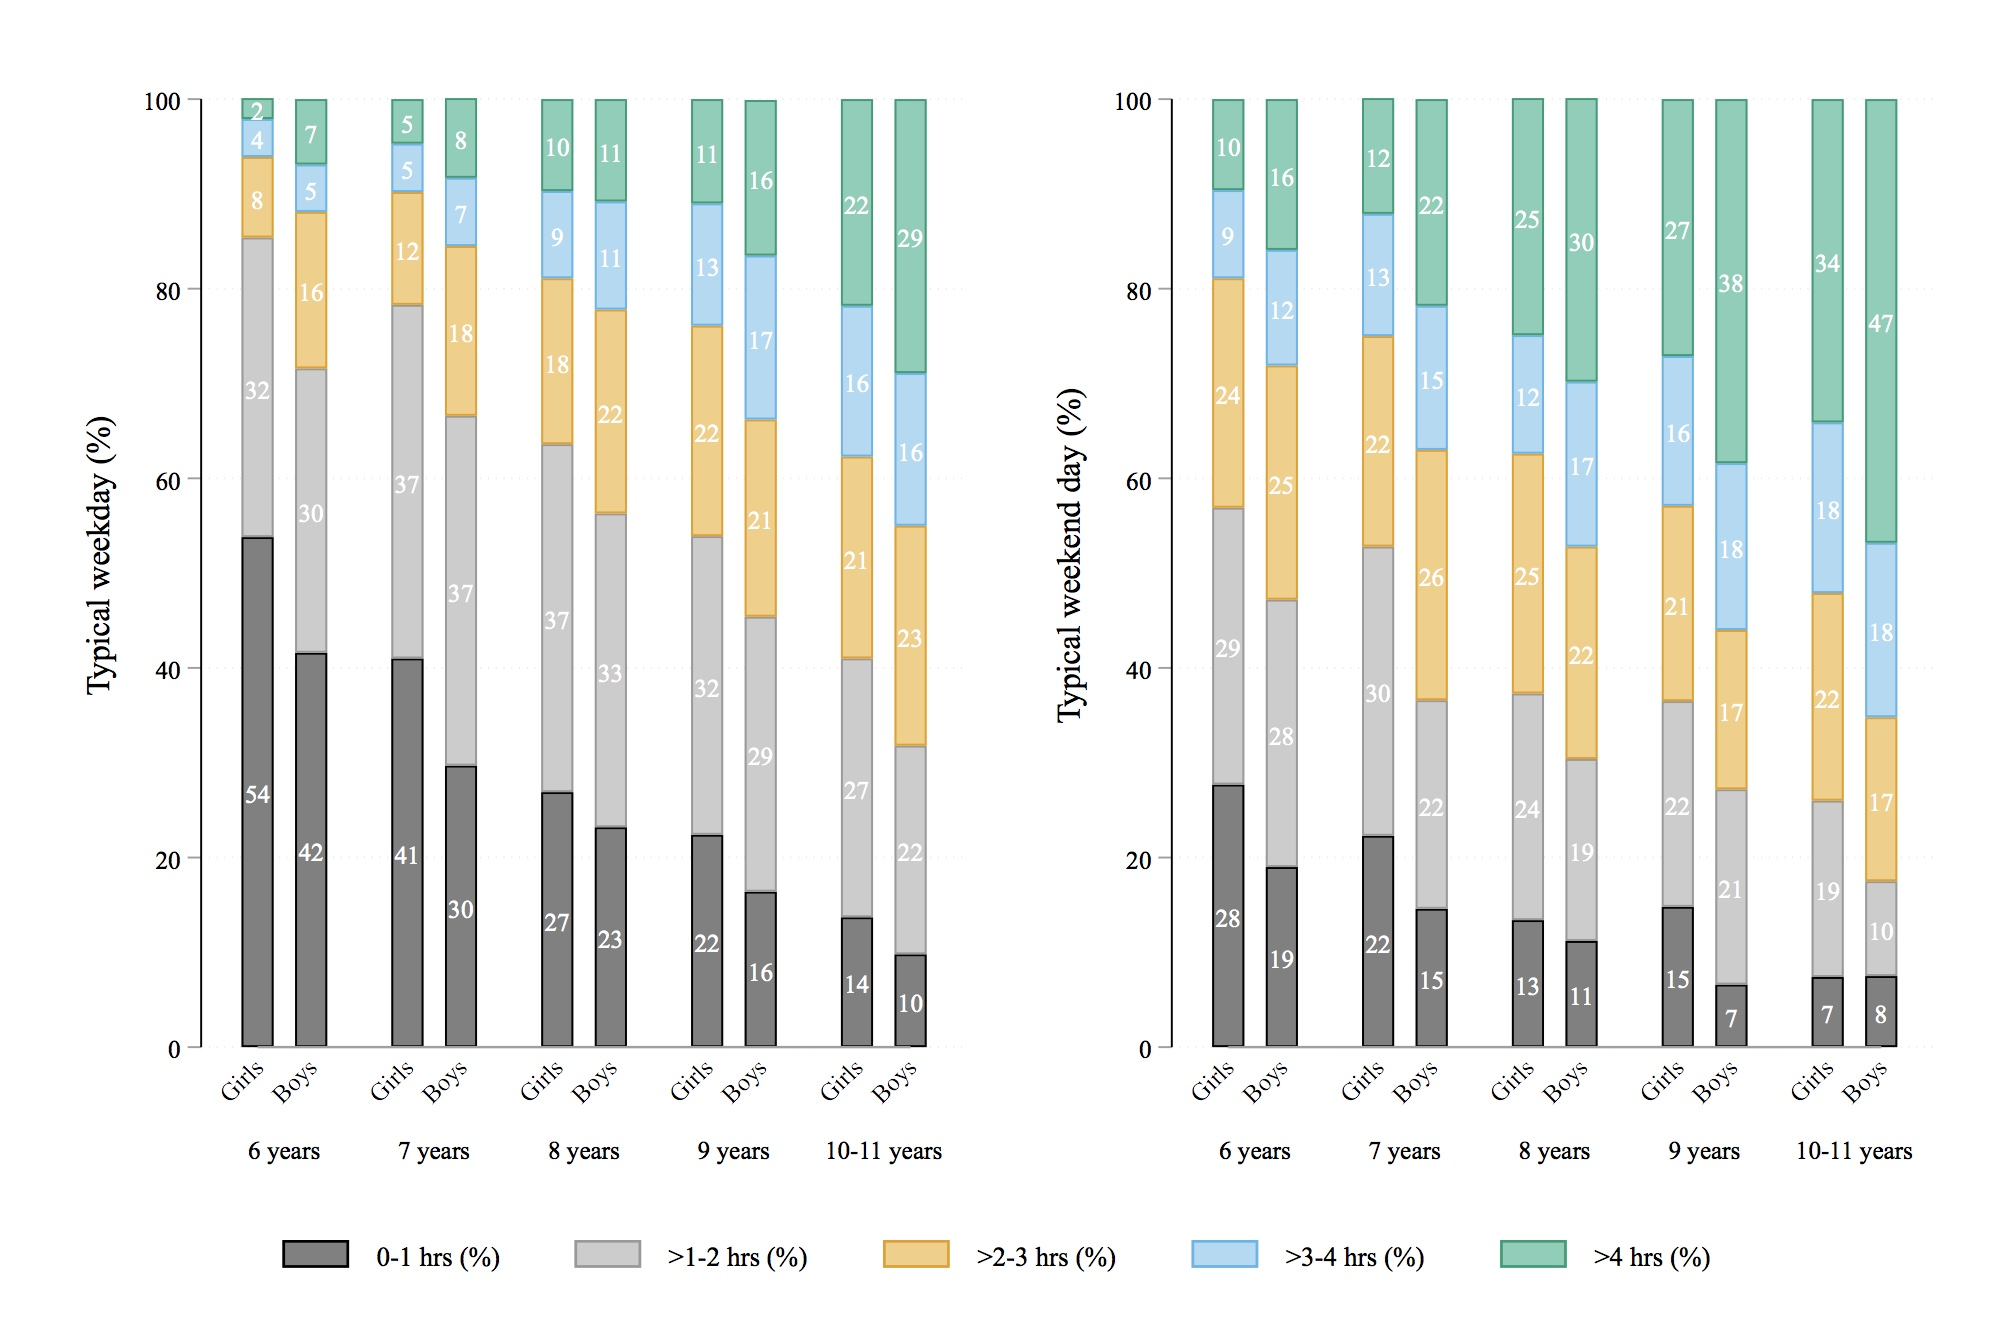 Typical weekday (%)
100
80
60
40
20
0
2 4 8 32 54
7 5 16 30 42
5 5 12 37 41
8 7 18 37 30
10 9 18 37 27
11 11 22 33 23
11 13 22 32 22
16 17 21 29 16
22 16 21 27 14
29 16 23 22 10
Girls Boys Girls Boys Girls Boys Girls Boys Girls Boys
6 years 7 years 8 years 9 years 10-11 years
Typical weekend day (%)
100
80
60
40
20
0
10 9 24 29 28
16 12 25 28 19
12 13 22 30 22
22 15 26 22 15
25 12 25 24 13
30 17 22 19 11
27 16 21 22 15
38 18 17 21 7
34 18 22 19 7
47 18 17 10 8
Girls Boys Girls Boys Girls Boys Girls Boys Girls Boys
6 years 7 years 8 years 9 years 10-11 years
0-1 hrs (%) >1-2 hrs (%) >2-3 hrs (%) >3-4 hrs (%) >4 hrs (%)